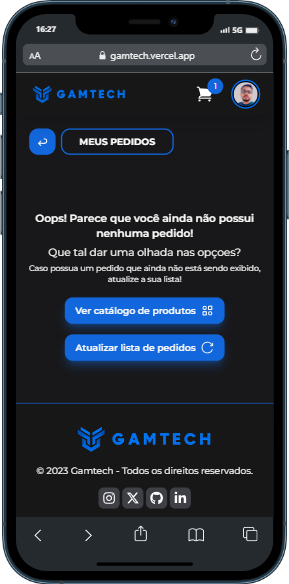 16:27
5G
AA
gamtech.vercel.app
GAMTECH
1
MEUS PEDIDOS
Oops! Parece que você ainda não possui
nenhuma pedido!
Que tal dar uma olhada nas opçoes?
Caso possua um pedido que ainda não está sendo exibido,
atualize a sua lista!
Ver catálogo de produtos
Atualizar lista de pedidos
GAMTECH
© 2023 Gamtech - Todos os direitos reservados.